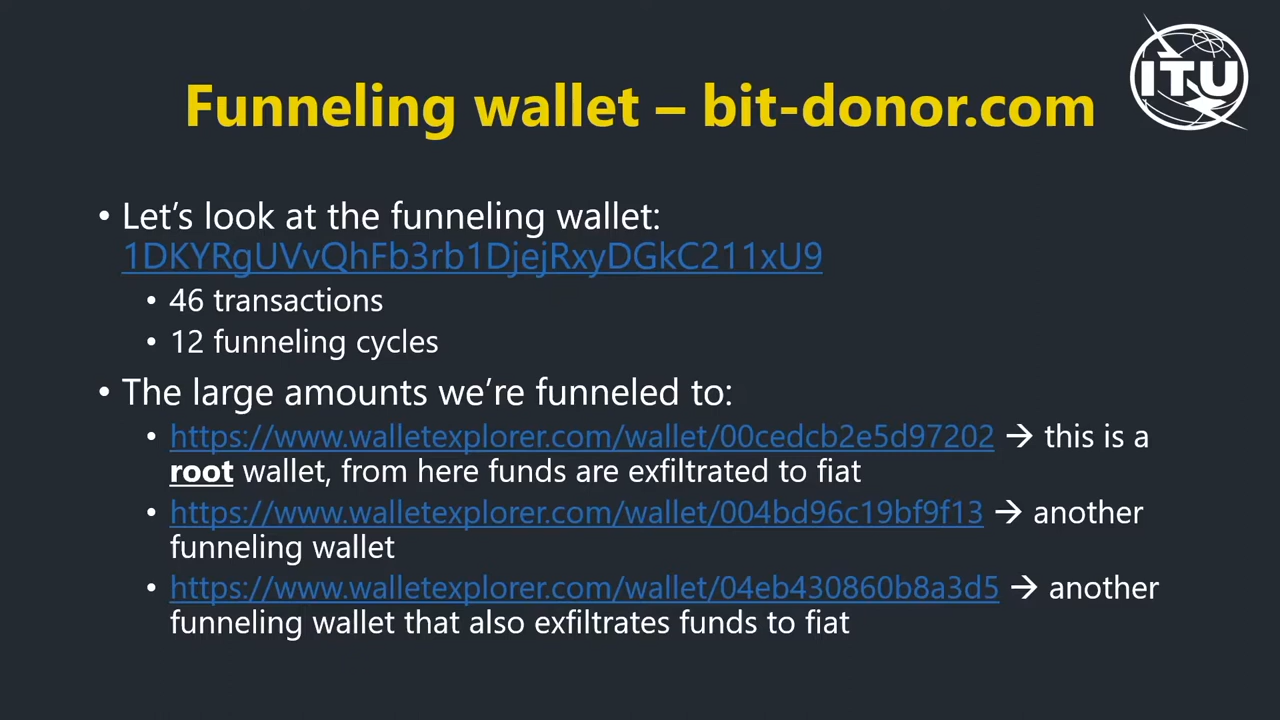 ITU
Funneling wallet – bit-donor.com
• Let's look at the funneling wallet:
1DKYRgUVvQhFb3rb1DjejRxyDGkC211xU9
• 46 transactions
• 12 funneling cycles
• The large amounts we're funneled to:
• https://www.walletexplorer.com/wallet/00cedcb2e5d97202 → this is a
root wallet, from here funds are exfiltrated to fiat
• https://www.walletexplorer.com/wallet/004bd96c19bf9f13 → another
funneling wallet
• https://www.walletexplorer.com/wallet/04eb430860b8a3d5 → another
funneling wallet that also exfiltrates funds to fiat